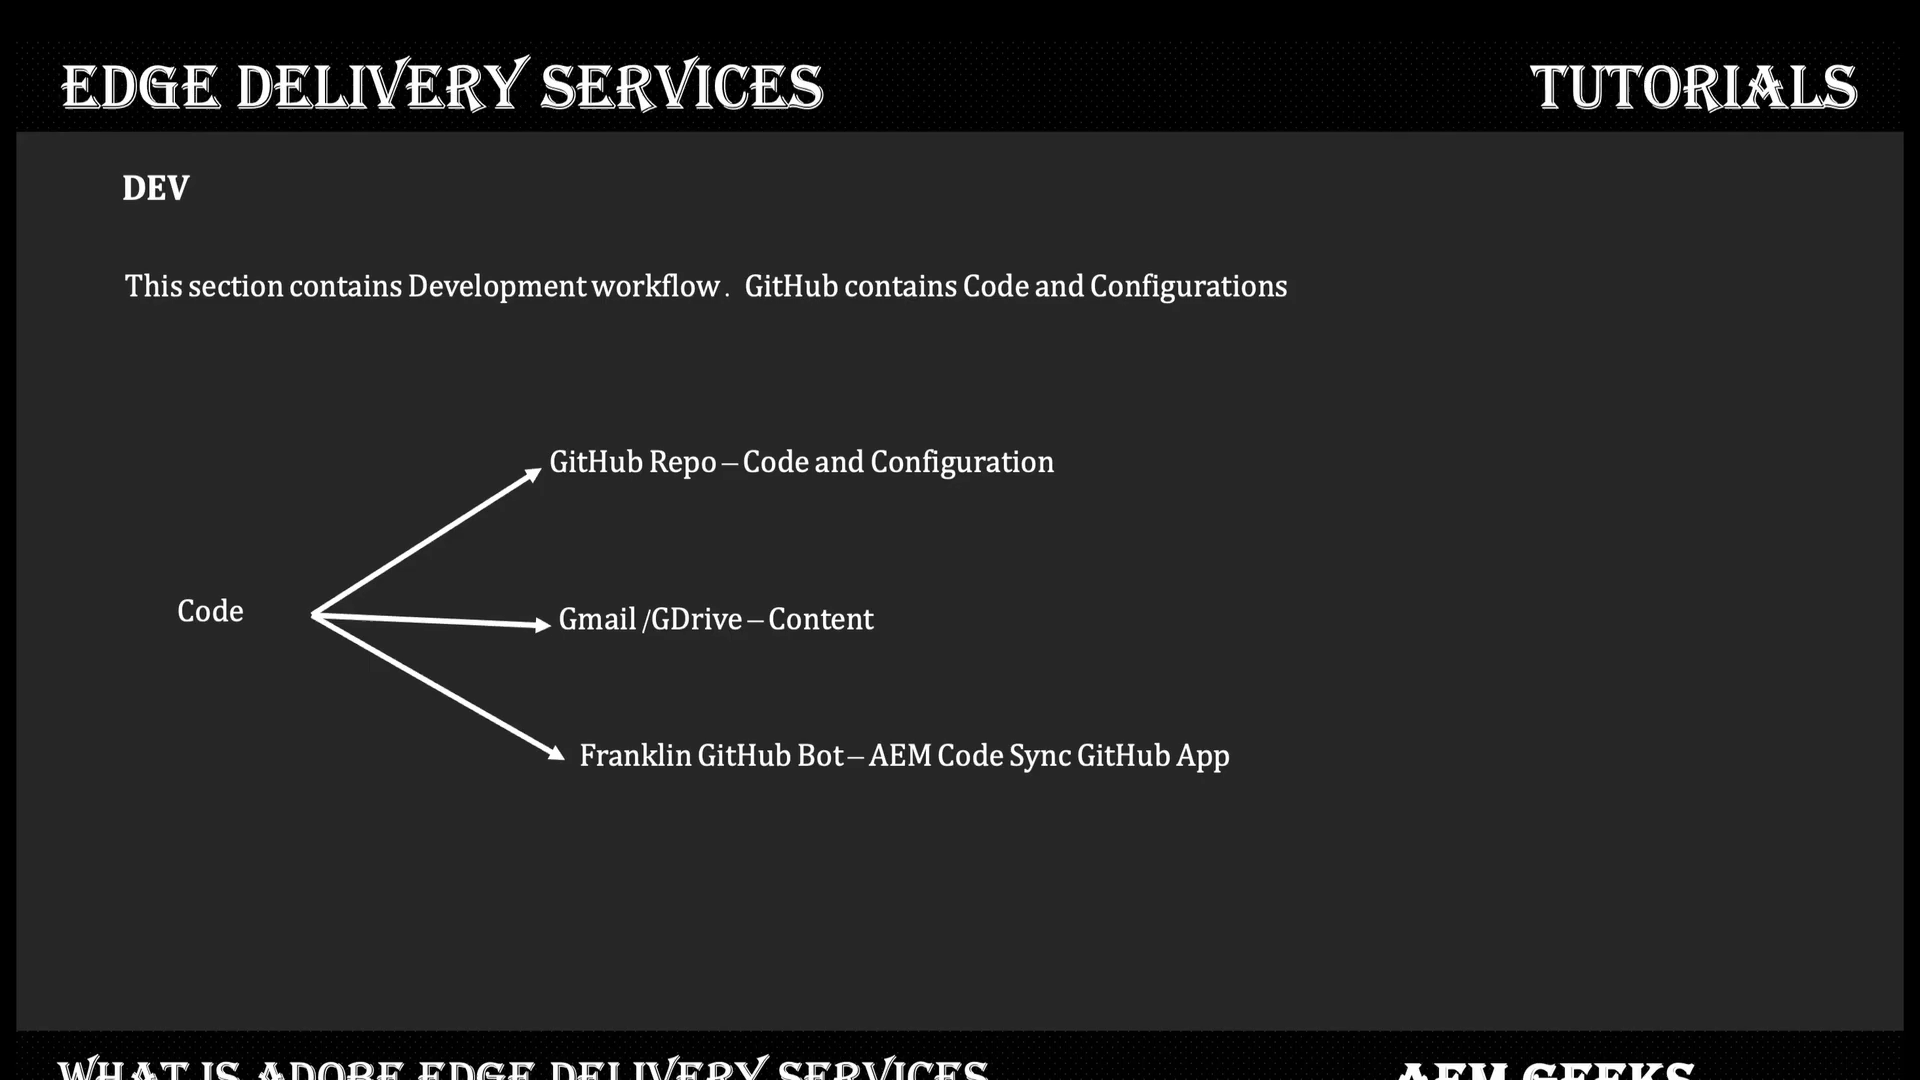 EDGE DELIVERY SERVICES
TUTORIALS
DEV
This section contains Development workflow. GitHub contains Code and Configurations
GitHub Repo – Code and Configuration
Code
Gmail /GDrive – Content
Franklin GitHub Bot – AEM Code Sync GitHub App
WHAT IS ADOBE EDGE DELIVERY SERVICES
AEM GEEKS